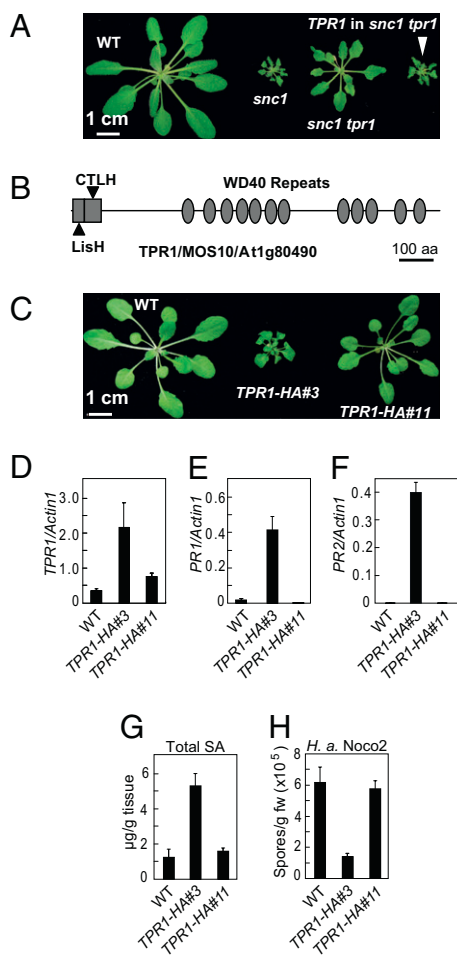 A
WT
snc1
snc1 tpr1
TPR1 in snc1 tpr1
1 cm
B
CTLH
WD40 Repeats
LisH
TPR1/MOS10/At1g80490
100 aa
C
WT
TPR1-HA#3
TPR1-HA#11
1 cm
D
TPR1/Actin1
3.0
2.0
1.0
0
WT
TPR1-HA#3
TPR1-HA#11
E
PR1/Actin1
0.6
0.4
0.2
0
WT
TPR1-HA#3
TPR1-HA#11
F
PR2/Actin1
0.4
0.2
0
WT
TPR1-HA#3
TPR1-HA#11
G
Total SA
µg/g tissue
6
4
2
0
WT
TPR1-HA#3
TPR1-HA#11
H
H. a. Noco2
Spores/g fw (x10⁵)
8
6
4
2
0
WT
TPR1-HA#3
TPR1-HA#11